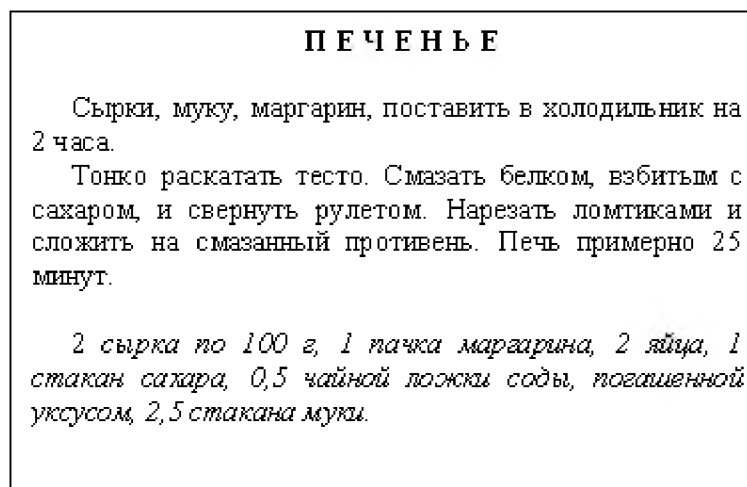 ПЕЧЕНЬЕ
Сырки, муку, маргарин, поставить в холодильник на
2 часа.
Тонко раскатать тесто. Смазать белком, взбитым с
сахаром, и свернуть рулетом. Нарезать ломтиками и
сложить на смазанный противень. Печь примерно 25
минут.
2 сырка по 100 г, 1 пачка маргарина, 2 яйца, 1
стакан сахара, 0,5 чайной ложки соды, погашенной
уксусом, 2,5 стакана муки.